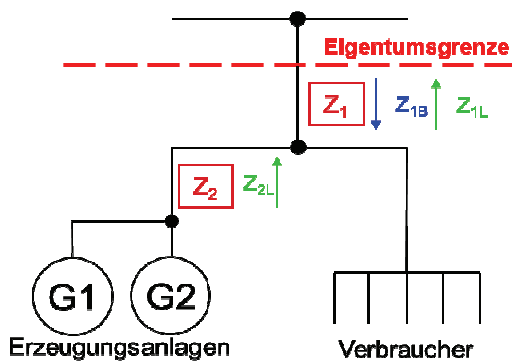 Eigentumsgrenze
Z1 Z1B Z1L
Z2 Z2L
G1 G2
Erzeugungsanlagen
Verbraucher